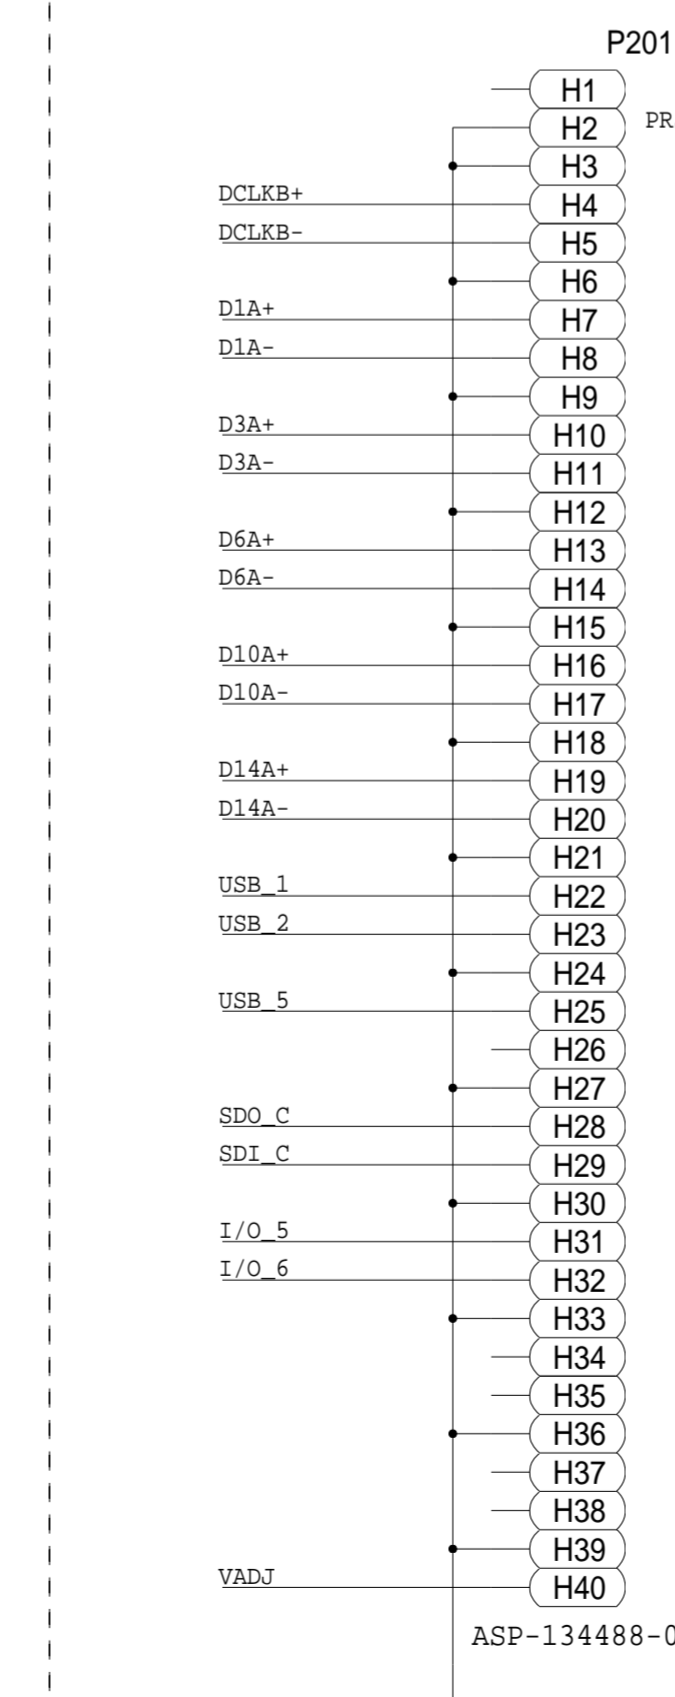 P201
H1
H2 PR
H3
DCLKB+ H4
DCLKB- H5
H6
D1A+ H7
D1A- H8
H9
D3A+ H10
D3A- H11
H12
D6A+ H13
D6A- H14
H15
D10A+ H16
D10A- H17
H18
D14A+ H19
D14A- H20
H21
USB_1 H22
USB_2 H23
H24
USB_5 H25
H26
H27
SDO_C H28
SDI_C H29
H30
I/O_5 H31
I/O_6 H32
H33
H34
H35
H36
H37
H38
H39
VADJ H40
ASP-134488-0